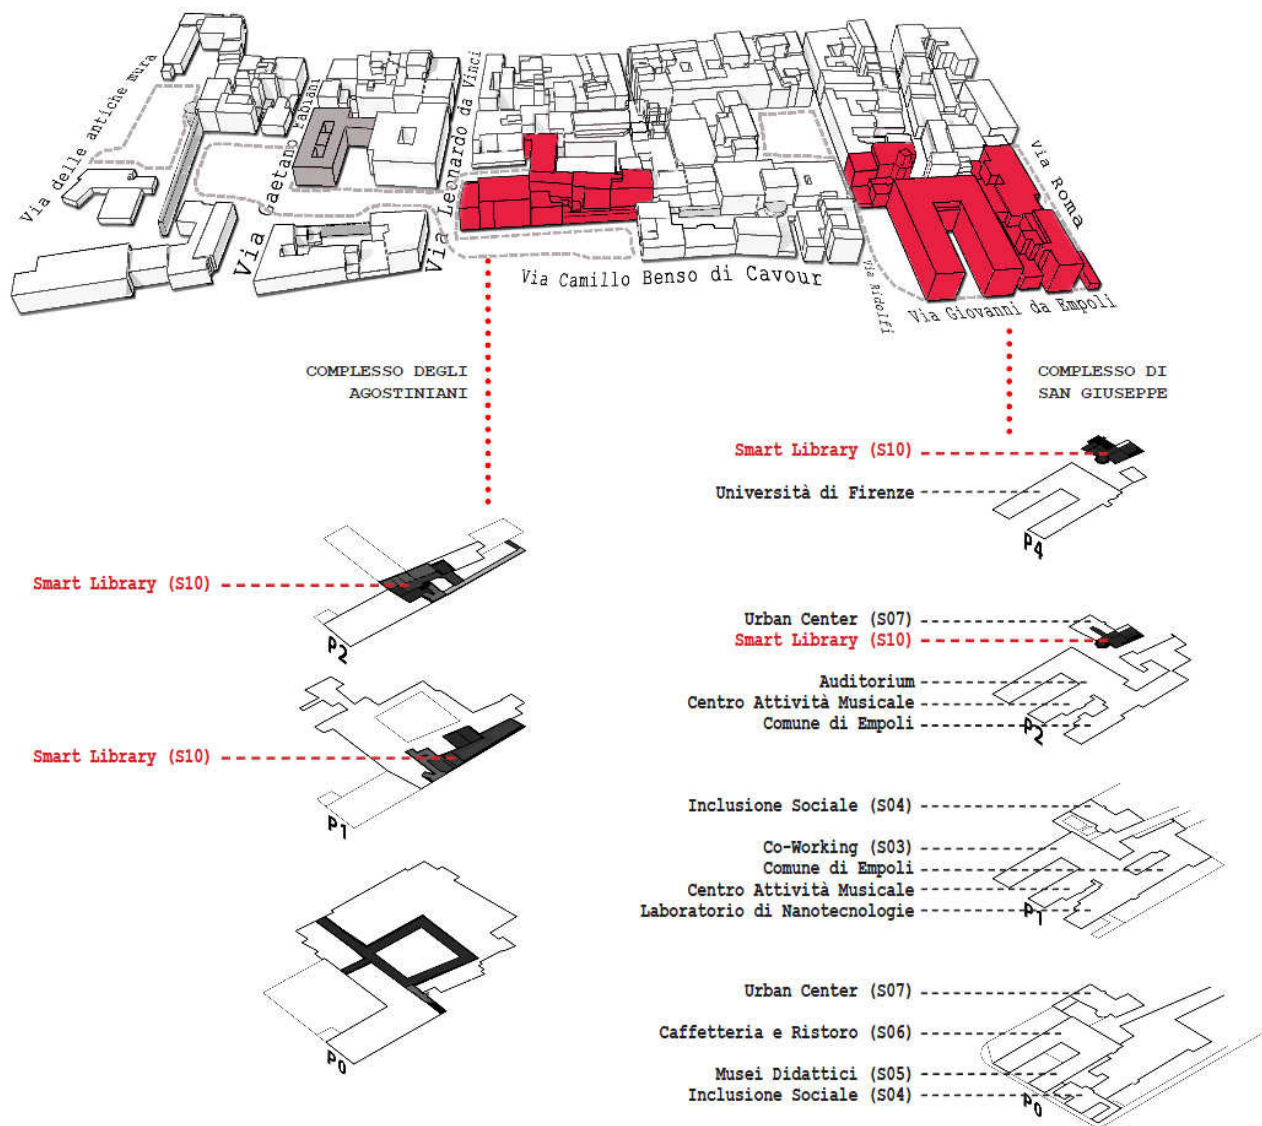 Via delle antiche mura
Via Gaetano Fabiani
Via Leonardo da Vinci
Via Camillo Benso di Cavour
Via Ridolfi
Via Giovanni da Empoli
Via Roma
COMPLESSO DEGLI
AGOSTINIANI
COMPLESSO DI
SAN GIUSEPPE
Smart Library (S10)
P2
Smart Library (S10)
P1
P0
Smart Library (S10)
Università di Firenze
P4
Urban Center (S07)
Smart Library (S10)
Auditorium
Centro Attività Musicale
Comune di Empoli
P2
Inclusione Sociale (S04)
Co-Working (S03)
Comune di Empoli
Centro Attività Musicale
Laboratorio di Nanotecnologie
P1
Urban Center (S07)
Caffetteria e Ristoro (S06)
Musei Didattici (S05)
Inclusione Sociale (S04)
P0